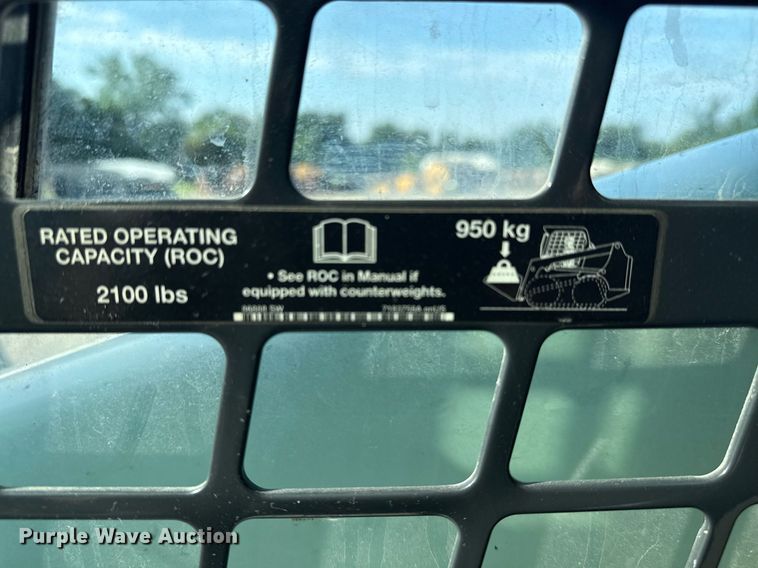 RATED OPERATING
CAPACITY (ROC)
2100 lbs
• See ROC in Manual if
equipped with counterweights.
950 kg
Purple Wave Auction